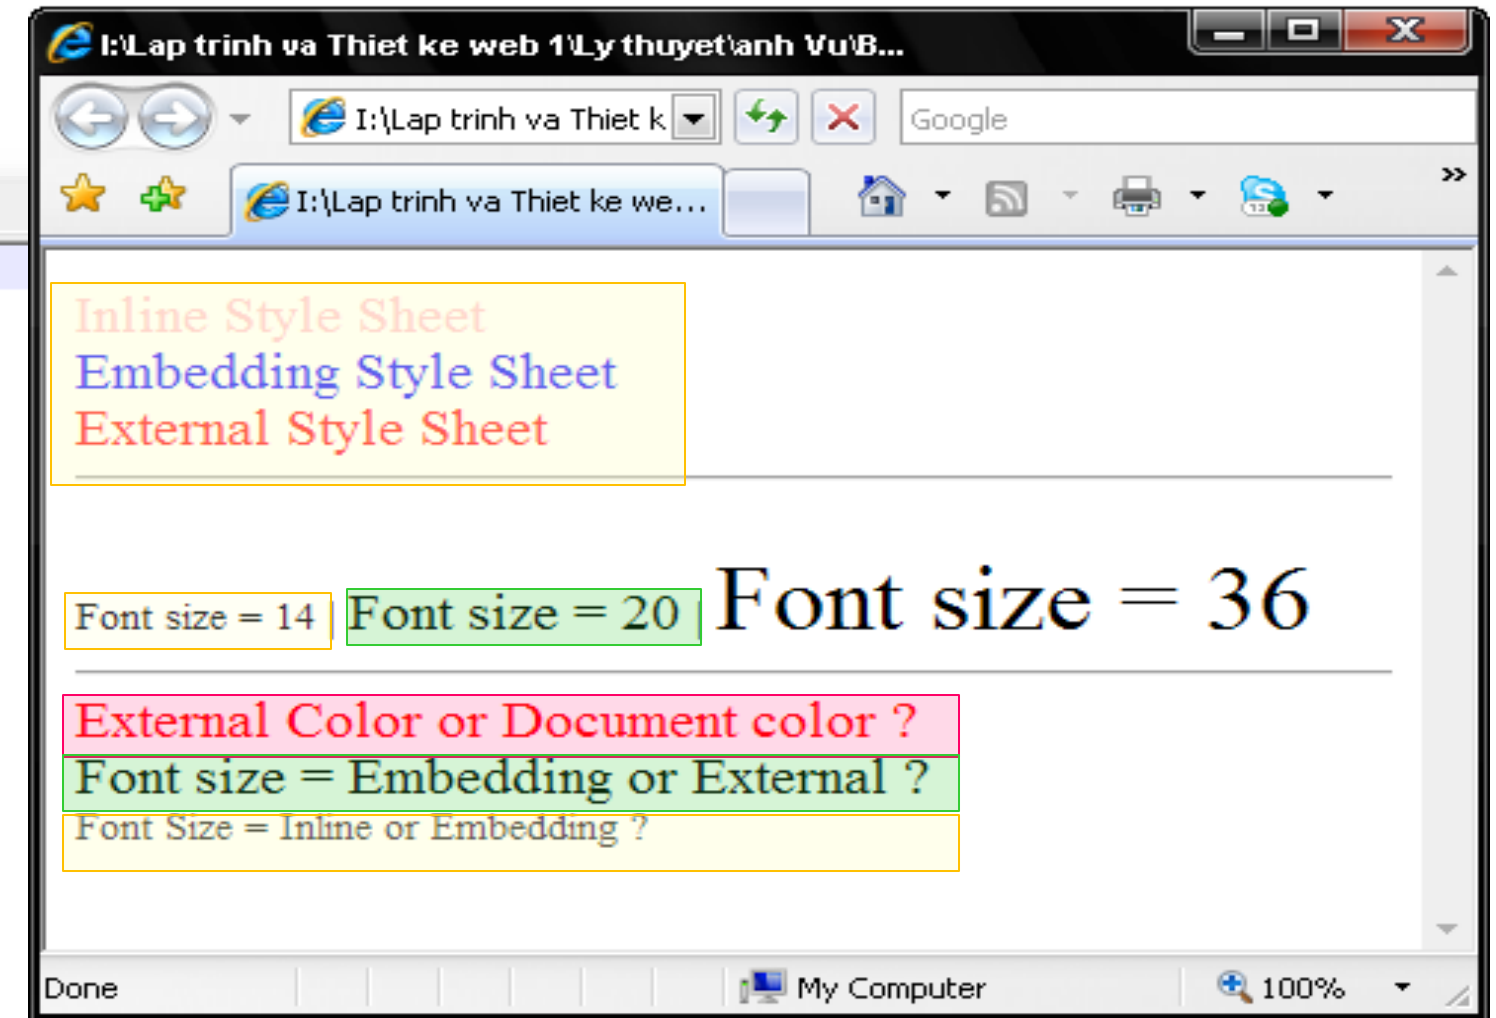 I:\Lap trinh va Thiet ke web 1\Ly thuyet\anh Vu\B...
I:\Lap trinh va Thiet k
Google
I:\Lap trinh va Thiet ke we...
»
Inline Style Sheet
Embedding Style Sheet
External Style Sheet
Font size = 14 | Font size = 20 | Font size = 36
External Color or Document color ?
Font size = Embedding or External ?
Font Size = Inline or Embedding ?
Done My Computer 100%